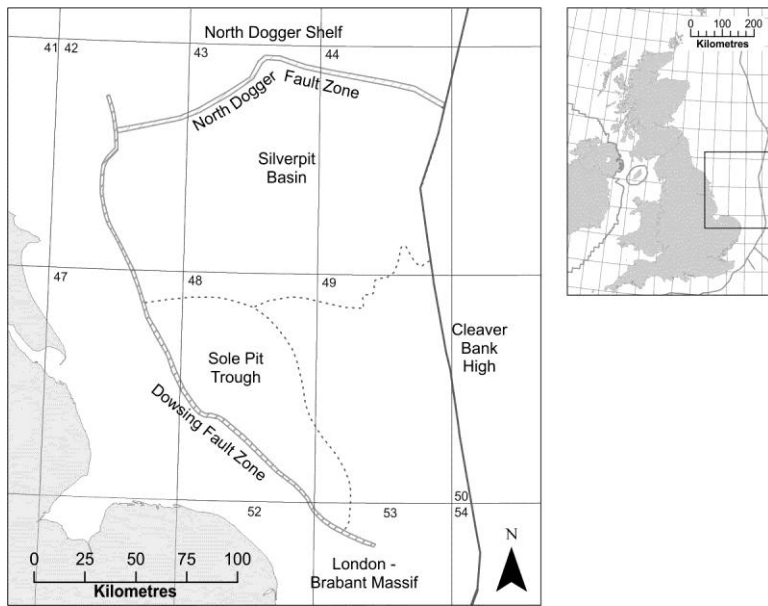 North Dogger Shelf
41 42
43
44
North Dogger
Fault Zone
Silverpit
Basin
47
48
49
Cleaver
Bank
High
Sole Pit
Trough
Dowsing Fault Zone
52
53
50
54
0 25 50 75 100
Kilometres
London -
Brabant Massif
N
0 100 200
Kilometres